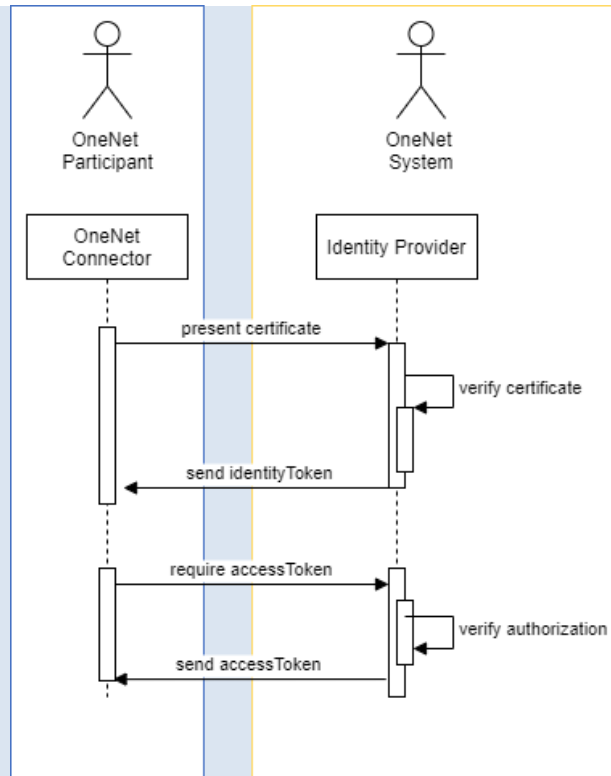 OneNet
Participant
OneNet
System
OneNet
Connector
Identity Provider
present certificate
verify certificate
send identityToken
require accessToken
verify authorization
send accessToken